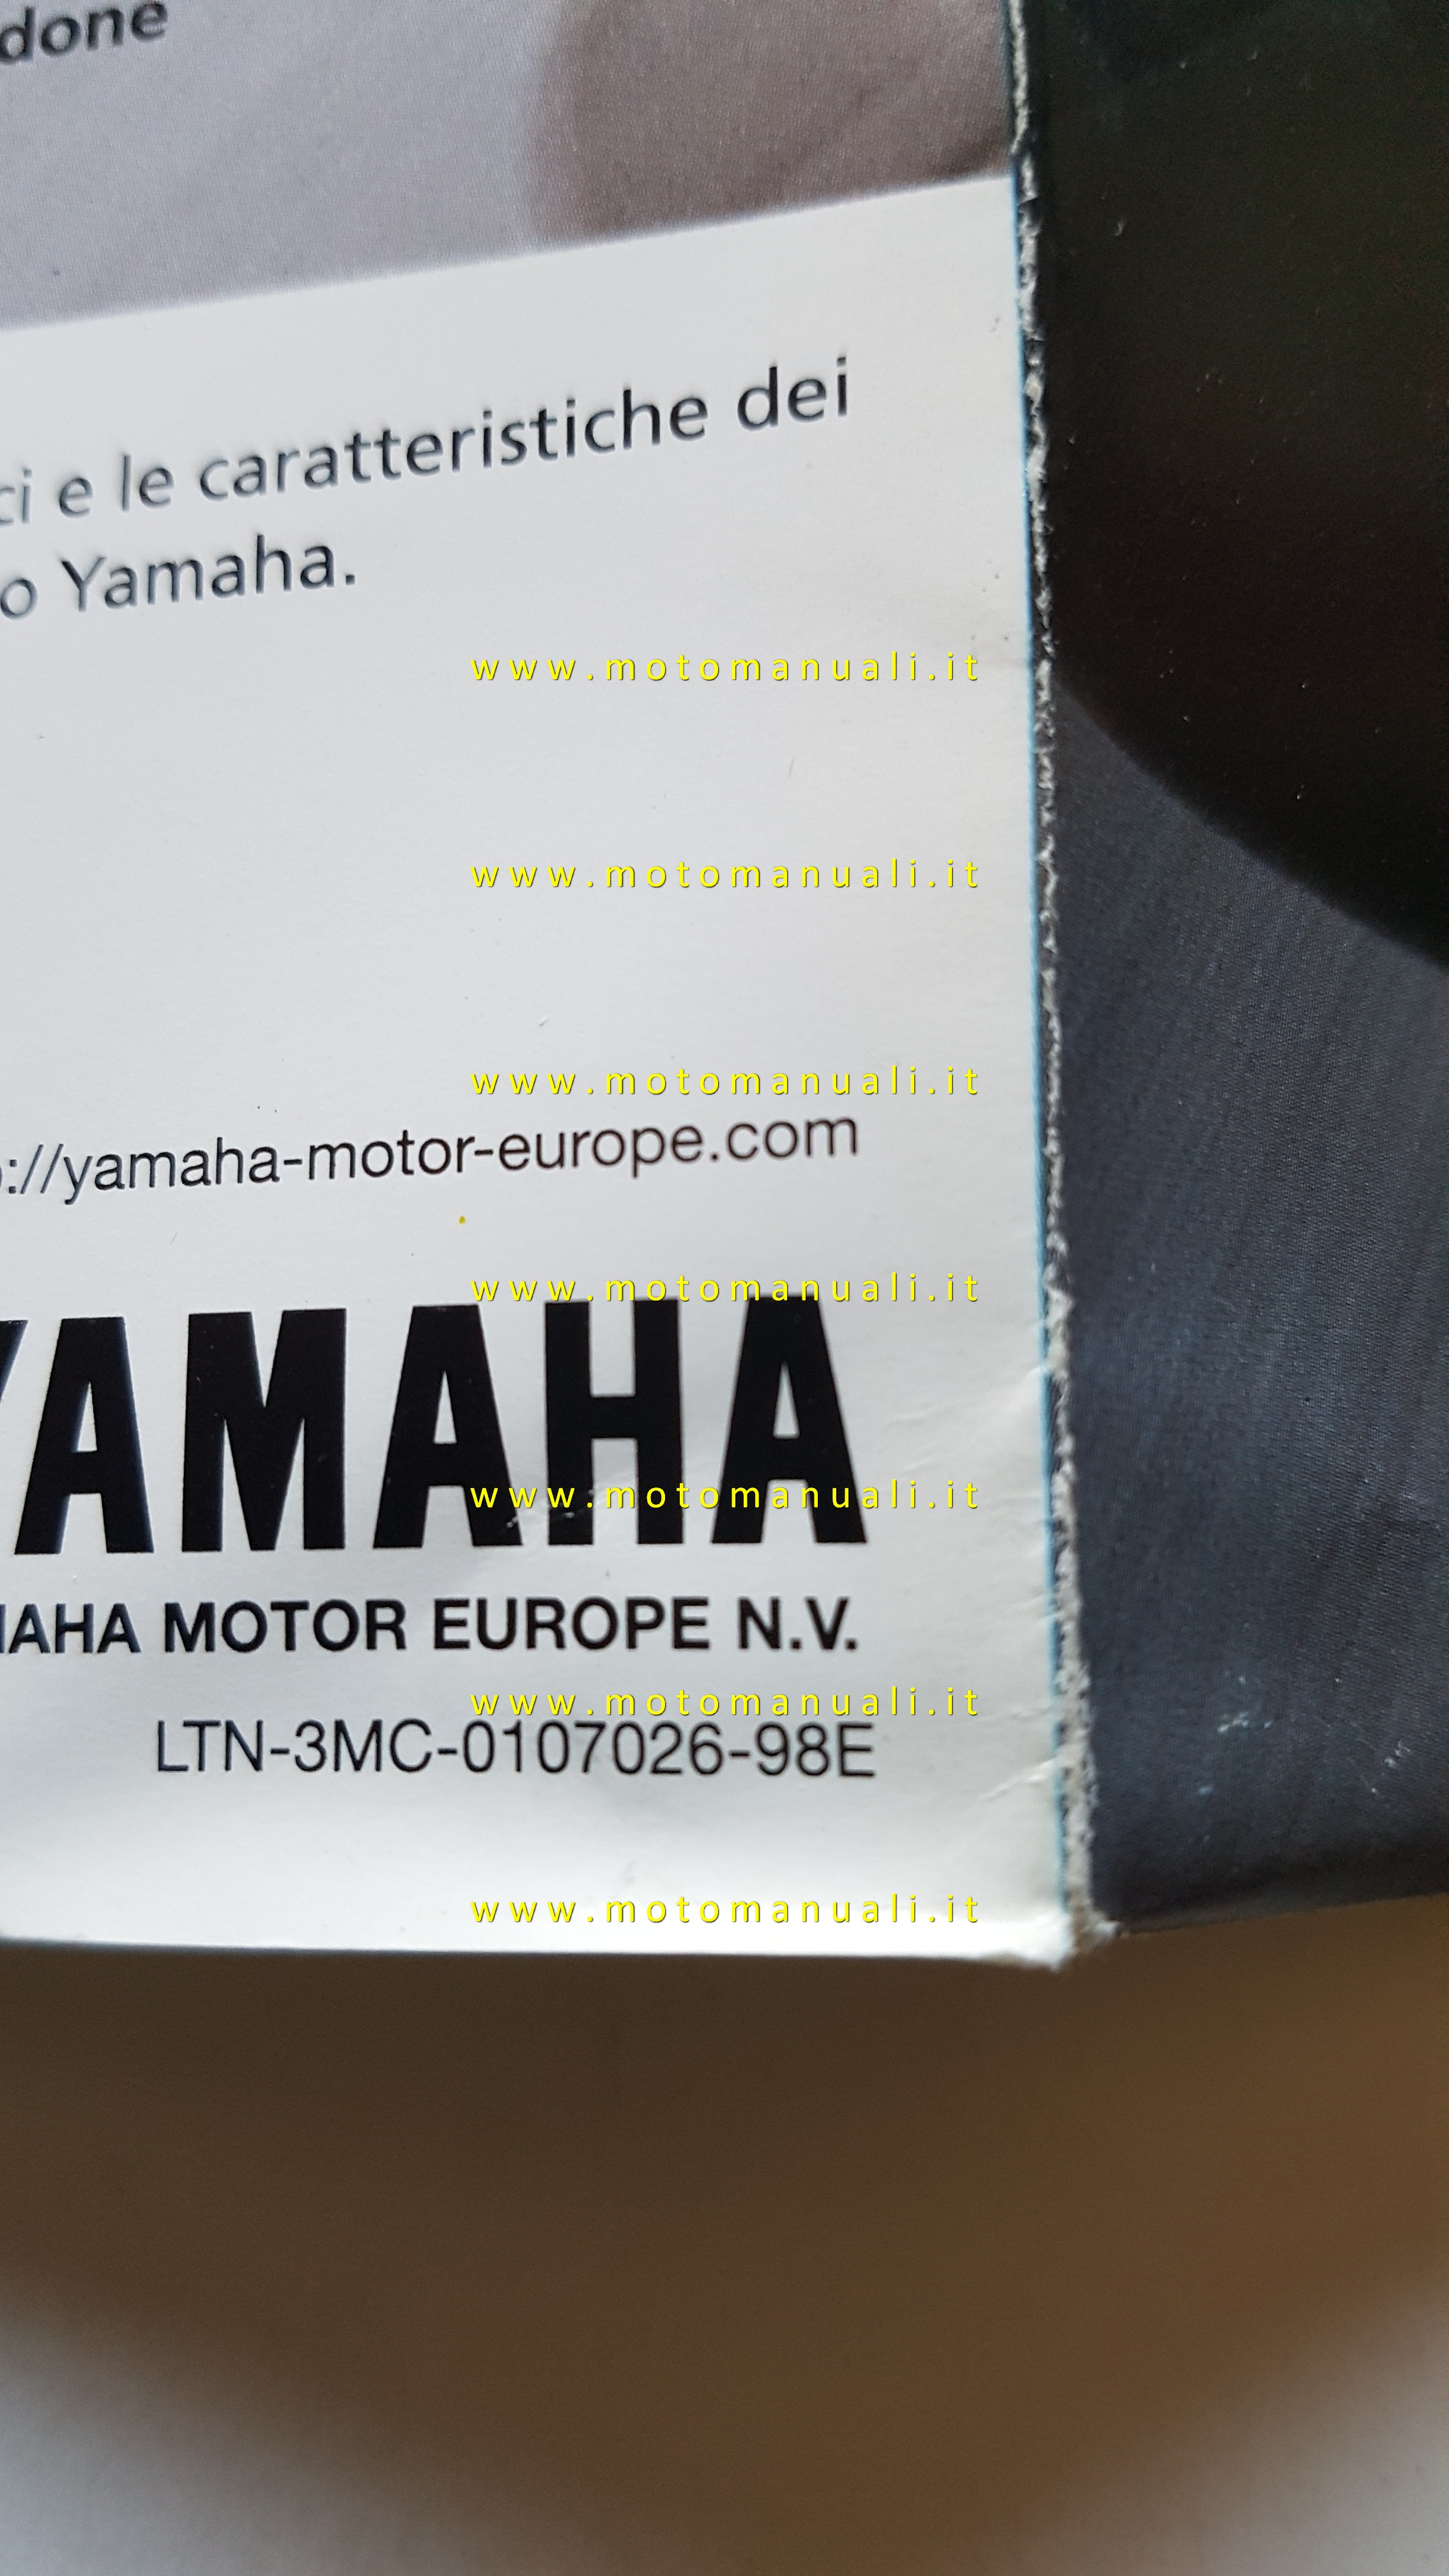 done
ci e le caratteristiche dei
o Yamaha.
www.motomanuali.it
www.motomanuali.it
www.motomanuali.it
://yamaha-motor-europe.com
www.motomanuali.it
YAMAHA
www.motomanuali.it
MAHA MOTOR EUROPE N.V.
www.motomanuali.it
LTN-3MC-0107026-98E
www.motomanuali.it